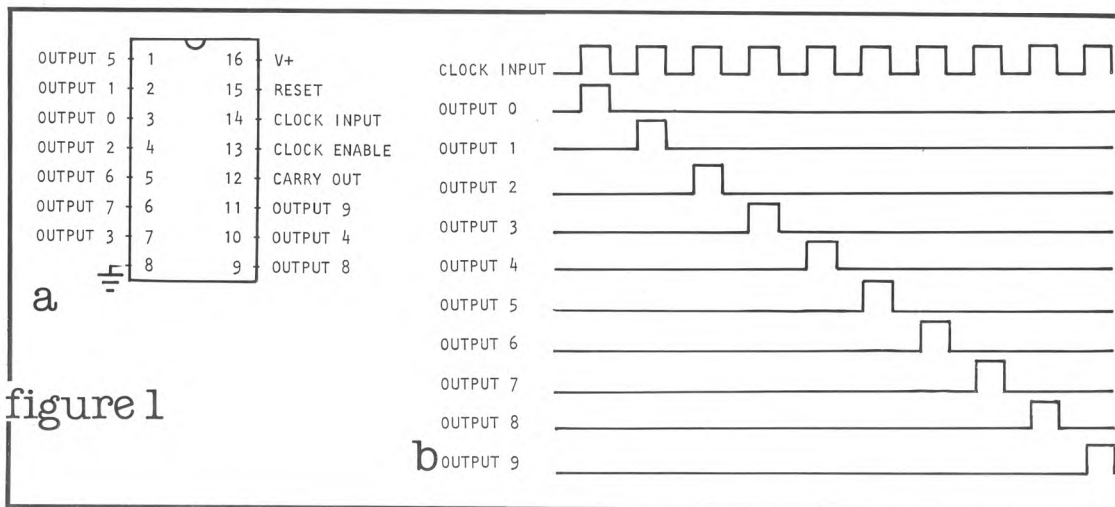 OUTPUT 5 1 16 V+
OUTPUT 1 2 15 RESET
OUTPUT 0 3 14 CLOCK INPUT
OUTPUT 2 4 13 CLOCK ENABLE
OUTPUT 6 5 12 CARRY OUT
OUTPUT 7 6 11 OUTPUT 9
OUTPUT 3 7 10 OUTPUT 4
8 9 OUTPUT 8
a
figure 1
CLOCK INPUT
OUTPUT 0
OUTPUT 1
OUTPUT 2
OUTPUT 3
OUTPUT 4
OUTPUT 5
OUTPUT 6
OUTPUT 7
OUTPUT 8
b OUTPUT 9